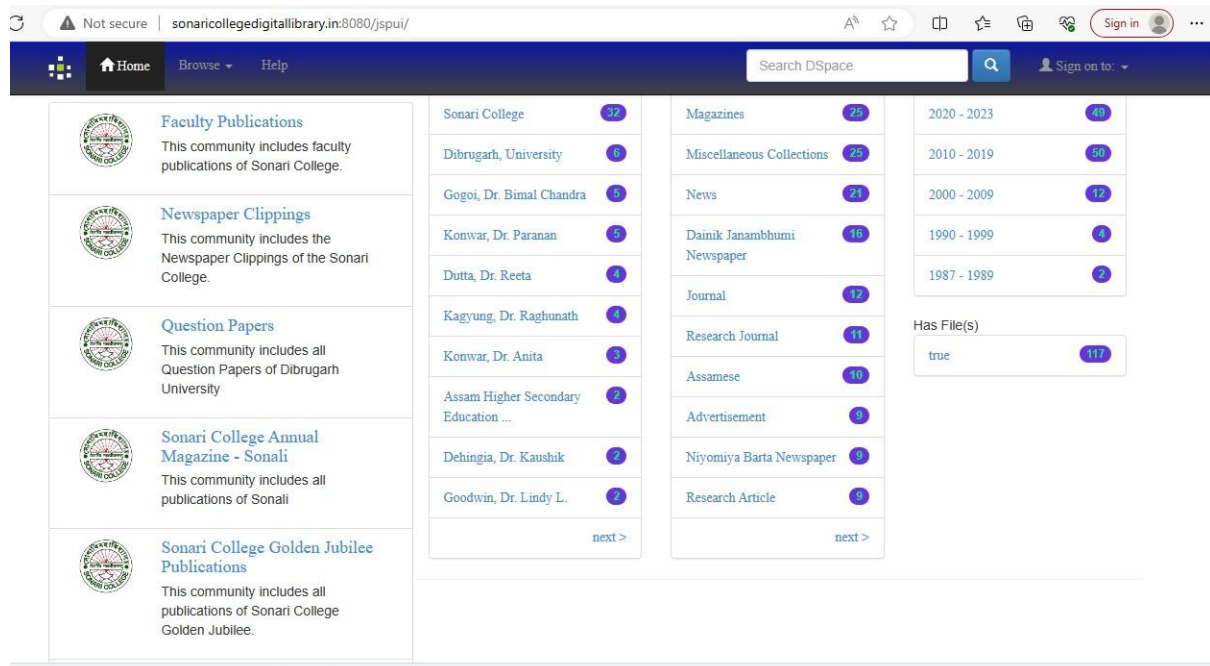 Not secure | sonaricollegedigitallibrary.in:8080/jspui/
Sign in
Home
Browse
Help
Search DSpace
Sign on to:
Faculty Publications
This community includes faculty
publications of Sonari College.
Newspaper Clippings
This community includes the
Newspaper Clippings of the Sonari
College.
Question Papers
This community includes all
Question Papers of Dibrugarh
University
Sonari College Annual
Magazine - Sonali
This community includes all
publications of Sonali
Sonari College Golden Jubilee
Publications
This community includes all
publications of Sonari College
Golden Jubilee.
Sonari College 32
Dibrugarh, University 6
Gogoi, Dr. Bimal Chandra 5
Konwar, Dr. Paranan 5
Dutta, Dr. Reeta 4
Kagyung, Dr. Raghunath 4
Konwar, Dr. Anita 3
Assam Higher Secondary 2
Education ...
Dehingia, Dr. Kaushik 2
Goodwin, Dr. Lindy L. 2
next >
Magazines 25
Miscellaneous Collections 25
News 21
Dainik Janambhumi 16
Newspaper
Journal 12
Research Journal 11
Assamese 10
Advertisement 9
Niyomiya Barta Newspaper 9
Research Article 9
next >
2020 - 2023 49
2010 - 2019 50
2000 - 2009 12
1990 - 1999 4
1987 - 1989 2
Has File(s)
true 117